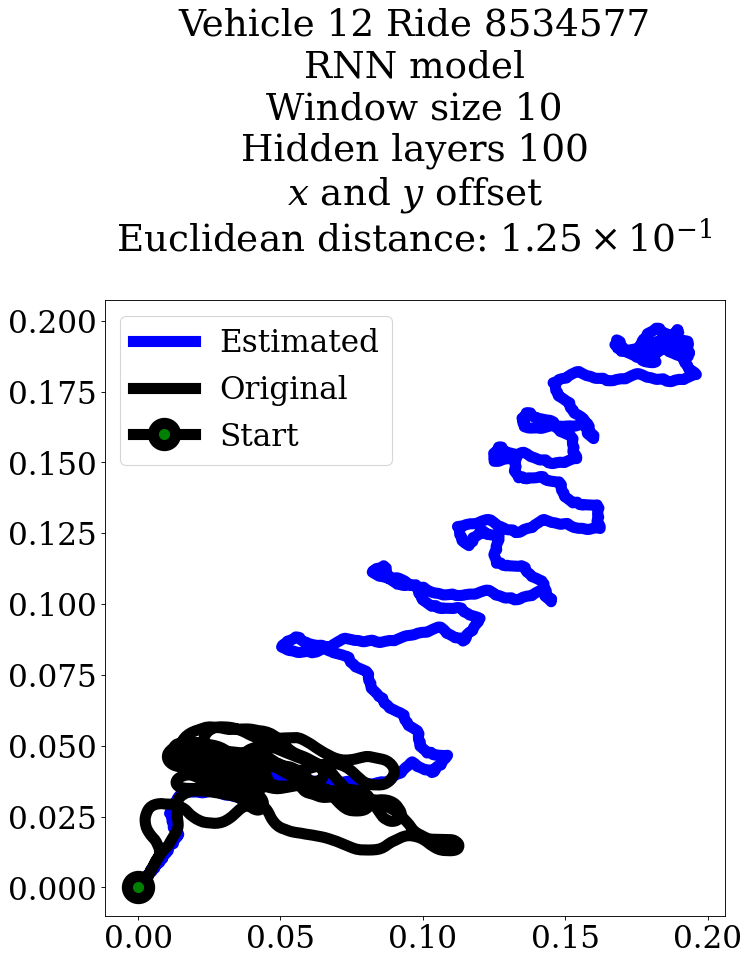 Vehicle 12 Ride 8534577
RNN model
Window size 10
Hidden layers 100
x and y offset
Euclidean distance: 1.25 × 10⁻¹
Estimated
Original
Start
0.200
0.175
0.150
0.125
0.100
0.075
0.050
0.025
0.000
0.00 0.05 0.10 0.15 0.20